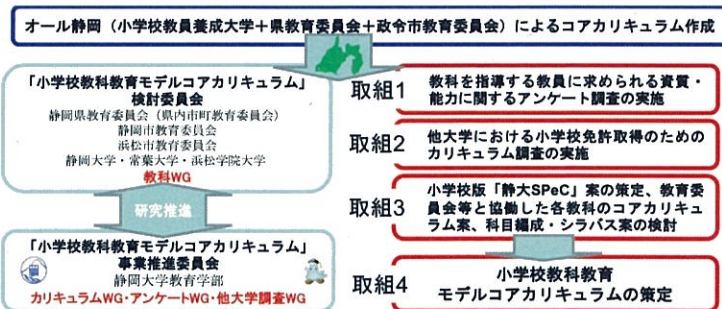 オール静岡（小学校教員養成大学＋県教育委員会＋政令市教育委員会）によるコアカリキュラム作成
「小学校教科教育モデルコアカリキュラム」
検討委員会
静岡県教育委員会（県内市町教育委員会）
静岡市教育委員会
浜松市教育委員会
静岡大学・常葉大学・浜松学院大学
教科WG
研究推進
「小学校教科教育モデルコアカリキュラム」
事業推進委員会
静岡大学教育学部
カリキュラムWG・アンケートWG・他大学調査WG
取組1
教科を指導する教員に求められる資質・
能力に関するアンケート調査の実施
取組2
他大学における小学校免許取得のための
カリキュラム調査の実施
取組3
小学校版「静大SPeC」案の策定、教育委
員会等と協働した各教科のコアカリキュ
ラム案、科目編成・シラバス案の検討
取組4
小学校教科教育
モデルコアカリキュラムの策定